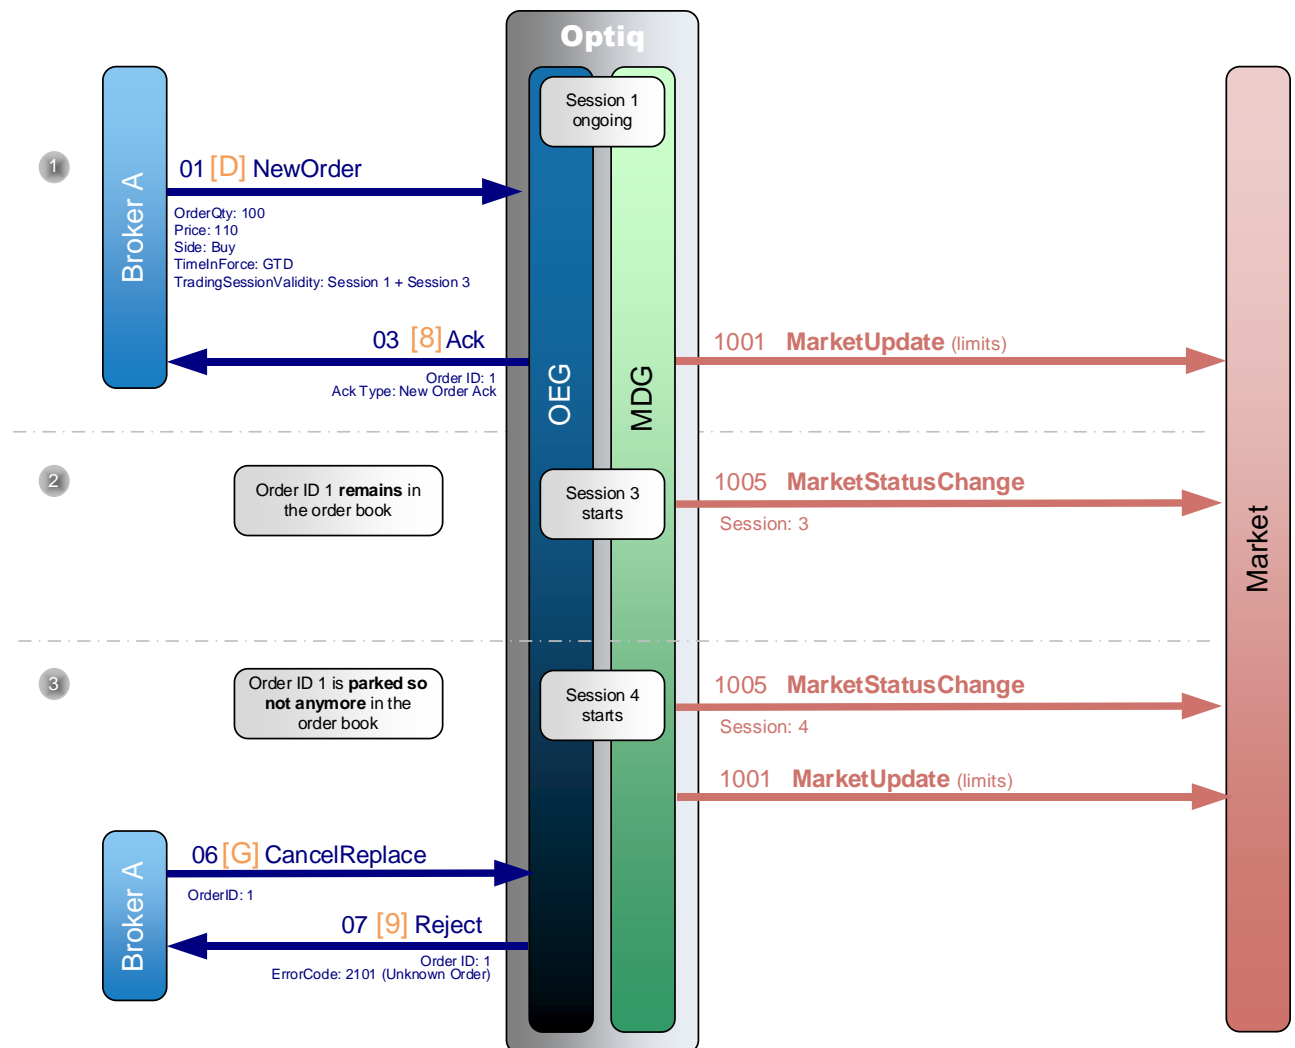 Optiq
Session 1
ongoing
1
Broker A
01 [D] NewOrder
OrderQty: 100
Price: 110
Side: Buy
TimeInForce: GTD
TradingSessionValidity: Session 1 + Session 3
03 [8] Ack
Order ID: 1
Ack Type: New Order Ack
OEG
MDG
1001 MarketUpdate (limits)
Market
2
Order ID 1 remains in
the order book
Session 3
starts
1005 MarketStatusChange
Session: 3
3
Order ID 1 is parked so
not anymore in the
order book
Session 4
starts
1005 MarketStatusChange
Session: 4
1001 MarketUpdate (limits)
Broker A
06 [G] CancelReplace
OrderID: 1
07 [9] Reject
Order ID: 1
ErrorCode: 2101 (Unknown Order)